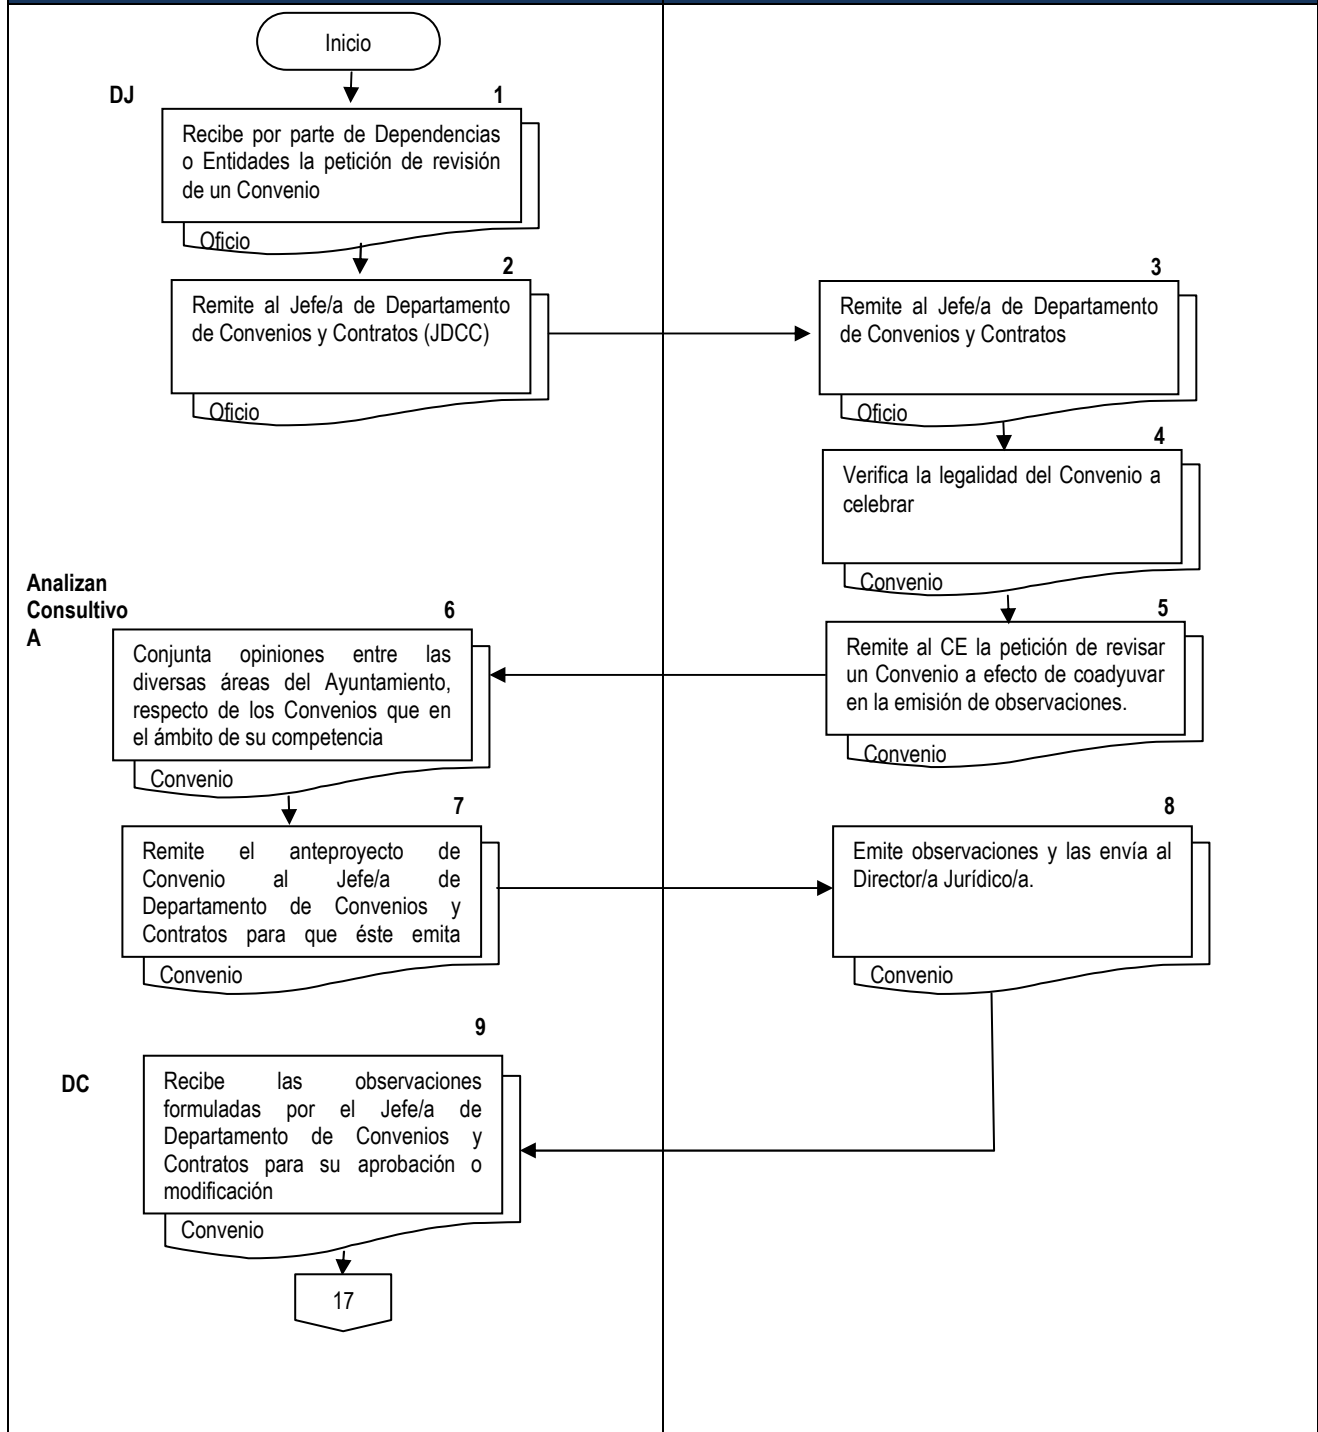 Inicio
DJ
1
Recibe por parte de Dependencias
o Entidades la petición de revisión
de un Convenio
Oficio
2
Remite al Jefe/a de Departamento
de Convenios y Contratos (JDCC)
Oficio
3
Remite al Jefe/a de Departamento
de Convenios y Contratos
Oficio
4
Verifica la legalidad del Convenio a
celebrar
Convenio
5
Remite al CE la petición de revisar
un Convenio a efecto de coadyuvar
en la emisión de observaciones.
Convenio
Analizan
Consultivo
A
6
Conjunta opiniones entre las
diversas áreas del Ayuntamiento,
respecto de los Convenios que en
el ámbito de su competencia
Convenio
7
Remite el anteproyecto de
Convenio al Jefe/a de
Departamento de Convenios y
Contratos para que éste emita
Convenio
8
Emite observaciones y las envía al
Director/a Jurídico/a.
Convenio
9
DC
Recibe las observaciones
formuladas por el Jefe/a de
Departamento de Convenios y
Contratos para su aprobación o
modificación
Convenio
17